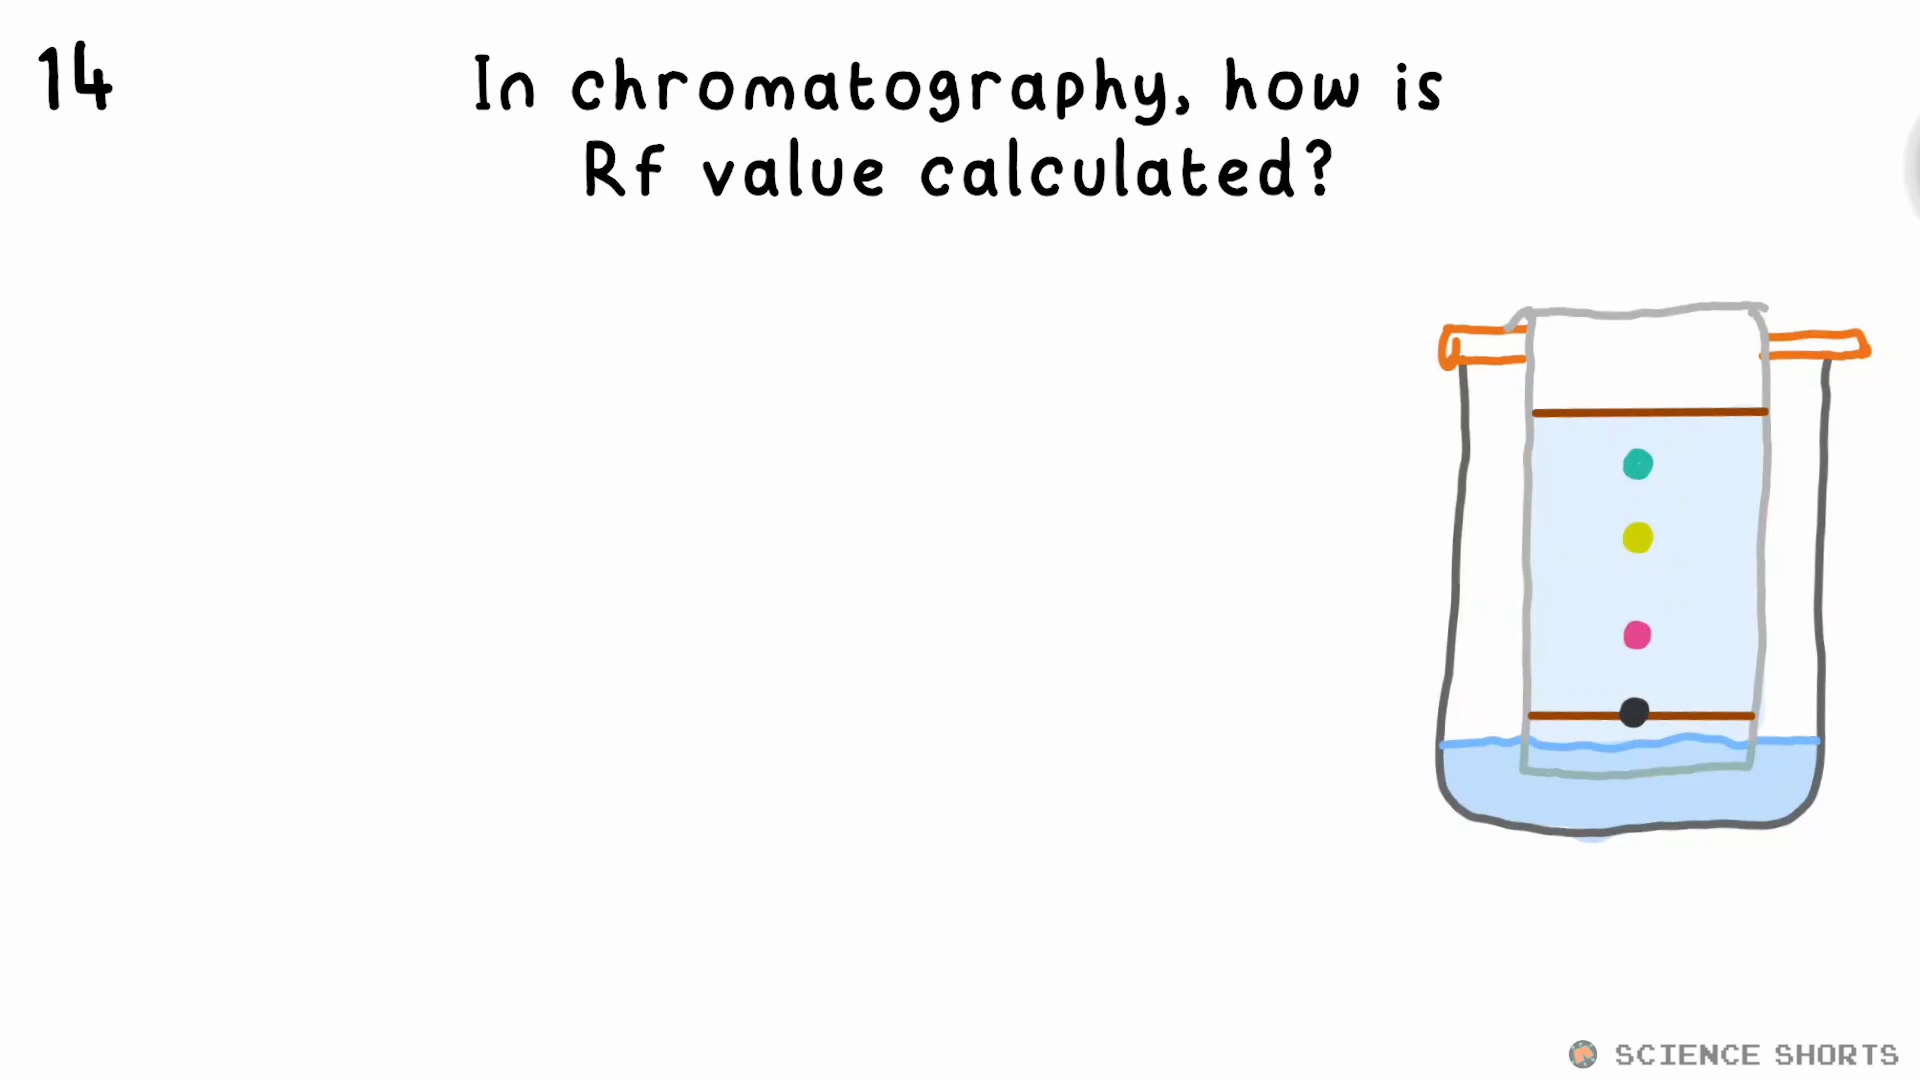 14
In chromatography, how is
Rf value calculated?
SCIENCE SHORTS